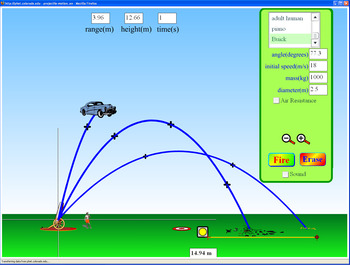 3.96 12.66 1
range(m) height(m) time(s)
adult human
piano
Buick
angle(degrees) 77.3
initial speed(m/s) 18
mass(kg) 1000
diameter(m) 2.5
Air Resistance
Fire Erase
Sound
14.94 m